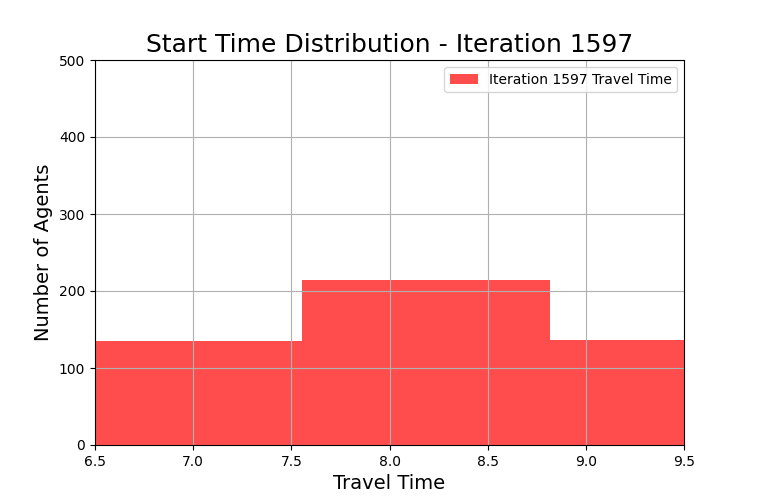 Start Time Distribution - Iteration 1597
500
Iteration 1597 Travel Time
400
300
200
100
0
Number of Agents
6.5 7.0 7.5 8.0 8.5 9.0 9.5
Travel Time